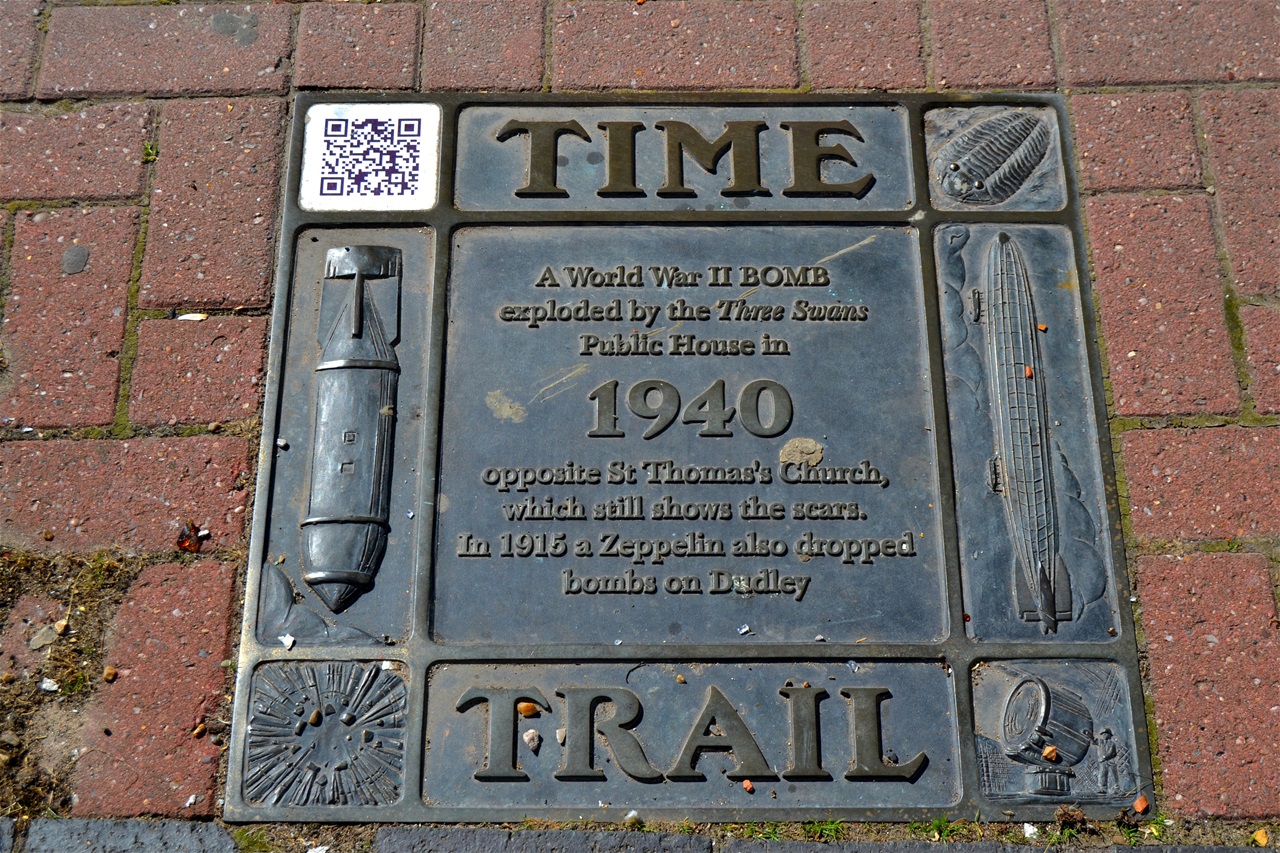 TIME
A World War II BOMB
exploded by the Three Swans
Public House in
1940
opposite St Thomas's Church,
which still shows the scars.
In 1915 a Zeppelin also dropped
bombs on Dudley
TRAIL